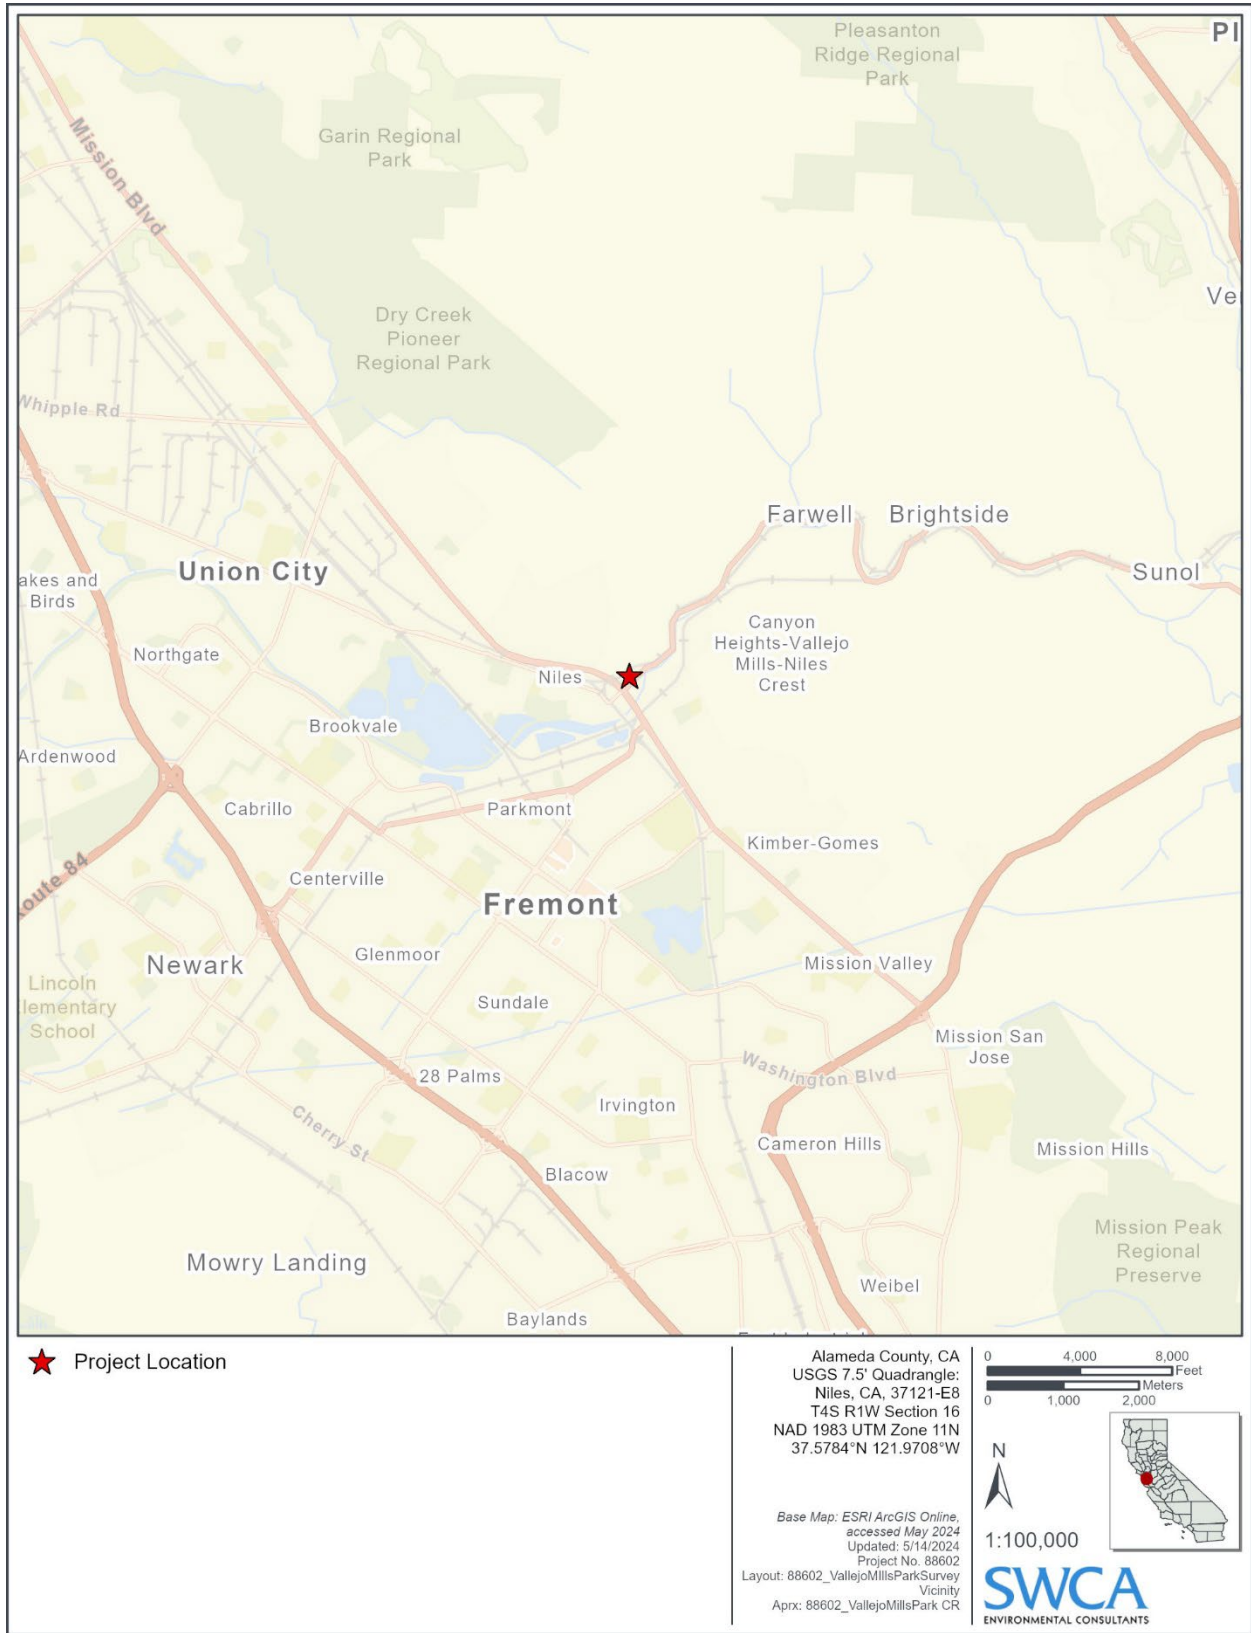 Pleasanton
Ridge Regional
Park
Pl
Garin Regional
Park
Mission Blvd
Ve
Dry Creek
Pioneer
Regional Park
Whipple Rd
Farwell
Brightside
Sunol
Union City
akes and
Birds
Canyon
Heights-Vallejo
Mills-Niles
Crest
Northgate
Niles
Brookvale
Ardenwood
Cabrillo
Parkmont
Kimber-Gomes
Route 84
Centerville
Fremont
Newark
Glenmoor
Mission Valley
Lincoln
lementary
School
Sundale
Mission San
Jose
28 Palms
Washington Blvd
Irvington
Cherry St
Cameron Hills
Mission Hills
Blacow
Mission Peak
Regional
Preserve
Mowry Landing
Weibel
Baylands
Project Location
Alameda County, CA
USGS 7.5' Quadrangle:
Niles, CA, 37121-E8
T4S R1W Section 16
NAD 1983 UTM Zone 11N
37.5784°N 121.9708°W
Base Map: ESRI ArcGIS Online,
accessed May 2024
Updated: 5/14/2024
Project No. 88602
Layout: 88602_VallejoMIllsParkSurvey
Vicinity
Aprx: 88602_VallejoMillsPark CR
0 4,000 8,000
Feet
Meters
0 1,000 2,000
N
1:100,000
SWCA
ENVIRONMENTAL CONSULTANTS